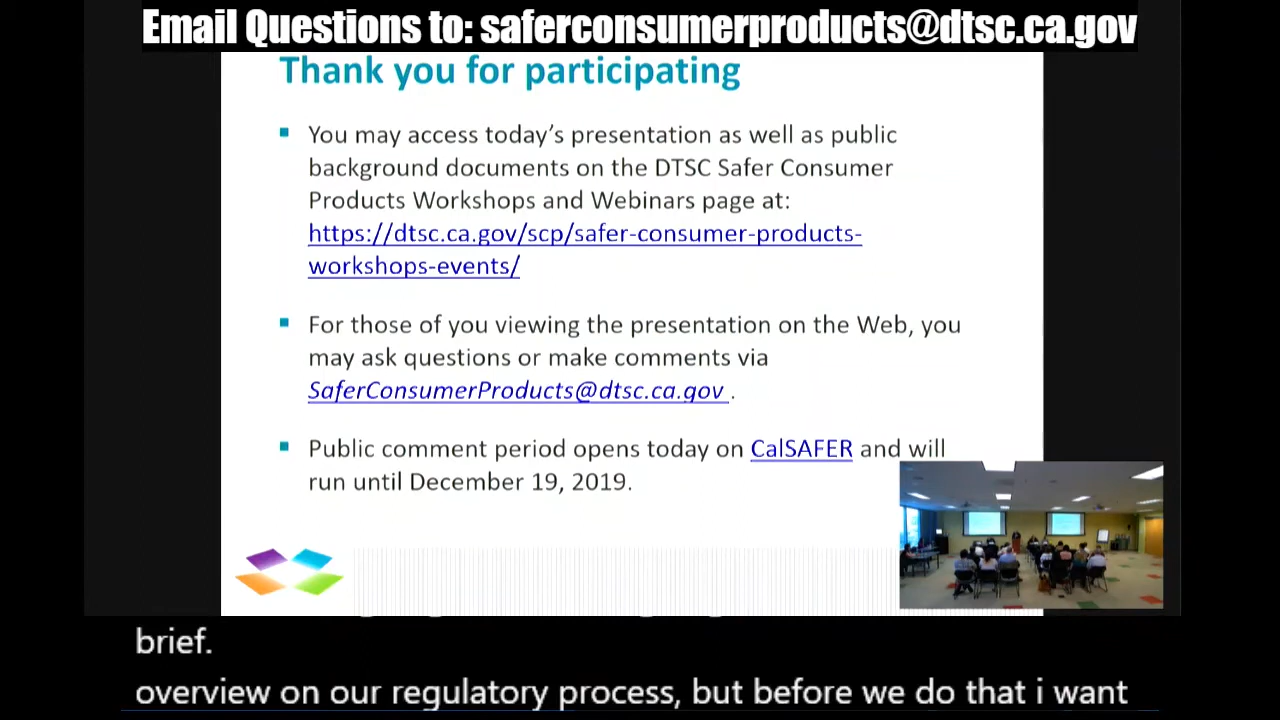 Email Questions to: saferconsumerproducts@dtsc.ca.gov
Thank you for participating
You may access today's presentation as well as public
background documents on the DTSC Safer Consumer
Products Workshops and Webinars page at:
https://dtsc.ca.gov/scp/safer-consumer-products-
workshops-events/
For those of you viewing the presentation on the Web, you
may ask questions or make comments via
SaferConsumerProducts@dtsc.ca.gov .
Public comment period opens today on CalSAFER and will
run until December 19, 2019.
brief.
overview on our regulatory process, but before we do that i want